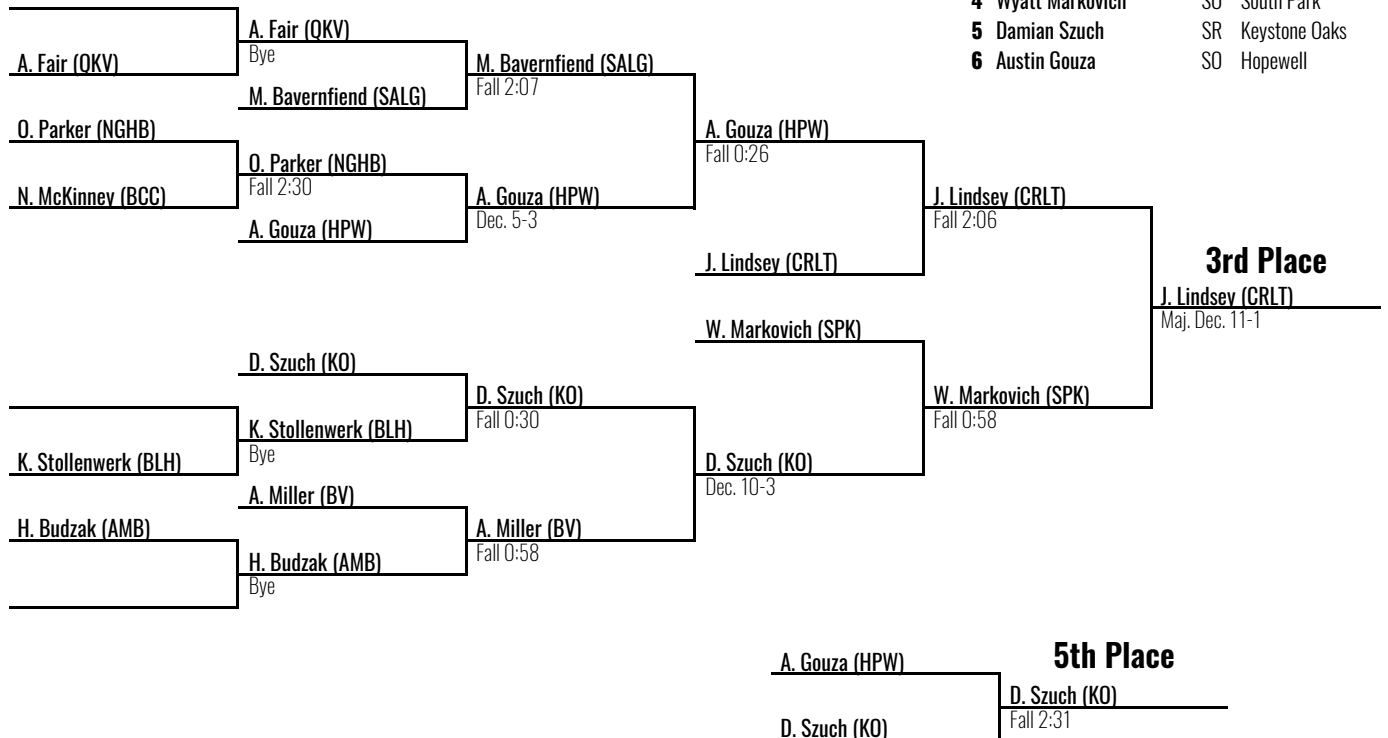 4 Wyatt Markovich SO South Park
5 Damian Szuch SR Keystone Oaks
6 Austin Gouza SO Hopewell
A. Fair (QKV)
A. Fair (QKV)
Bye
M. Bavernfiend (SALG)
M. Bavernfiend (SALG)
Fall 2:07
O. Parker (NGHB)
N. McKinney (BCC)
O. Parker (NGHB)
Fall 2:30
A. Gouza (HPW)
A. Gouza (HPW)
Dec. 5-3
A. Gouza (HPW)
Fall 0:26
J. Lindsey (CRLT)
J. Lindsey (CRLT)
Fall 2:06
3rd Place
J. Lindsey (CRLT)
Maj. Dec. 11-1
W. Markovich (SPK)
W. Markovich (SPK)
Fall 0:58
D. Szuch (KO)
K. Stollenwerk (BLH)
K. Stollenwerk (BLH)
Bye
D. Szuch (KO)
Fall 0:30
D. Szuch (KO)
Dec. 10-3
A. Miller (BV)
H. Budzak (AMB)
H. Budzak (AMB)
Bye
A. Miller (BV)
Fall 0:58
5th Place
A. Gouza (HPW)
D. Szuch (KO)
D. Szuch (KO)
Fall 2:31